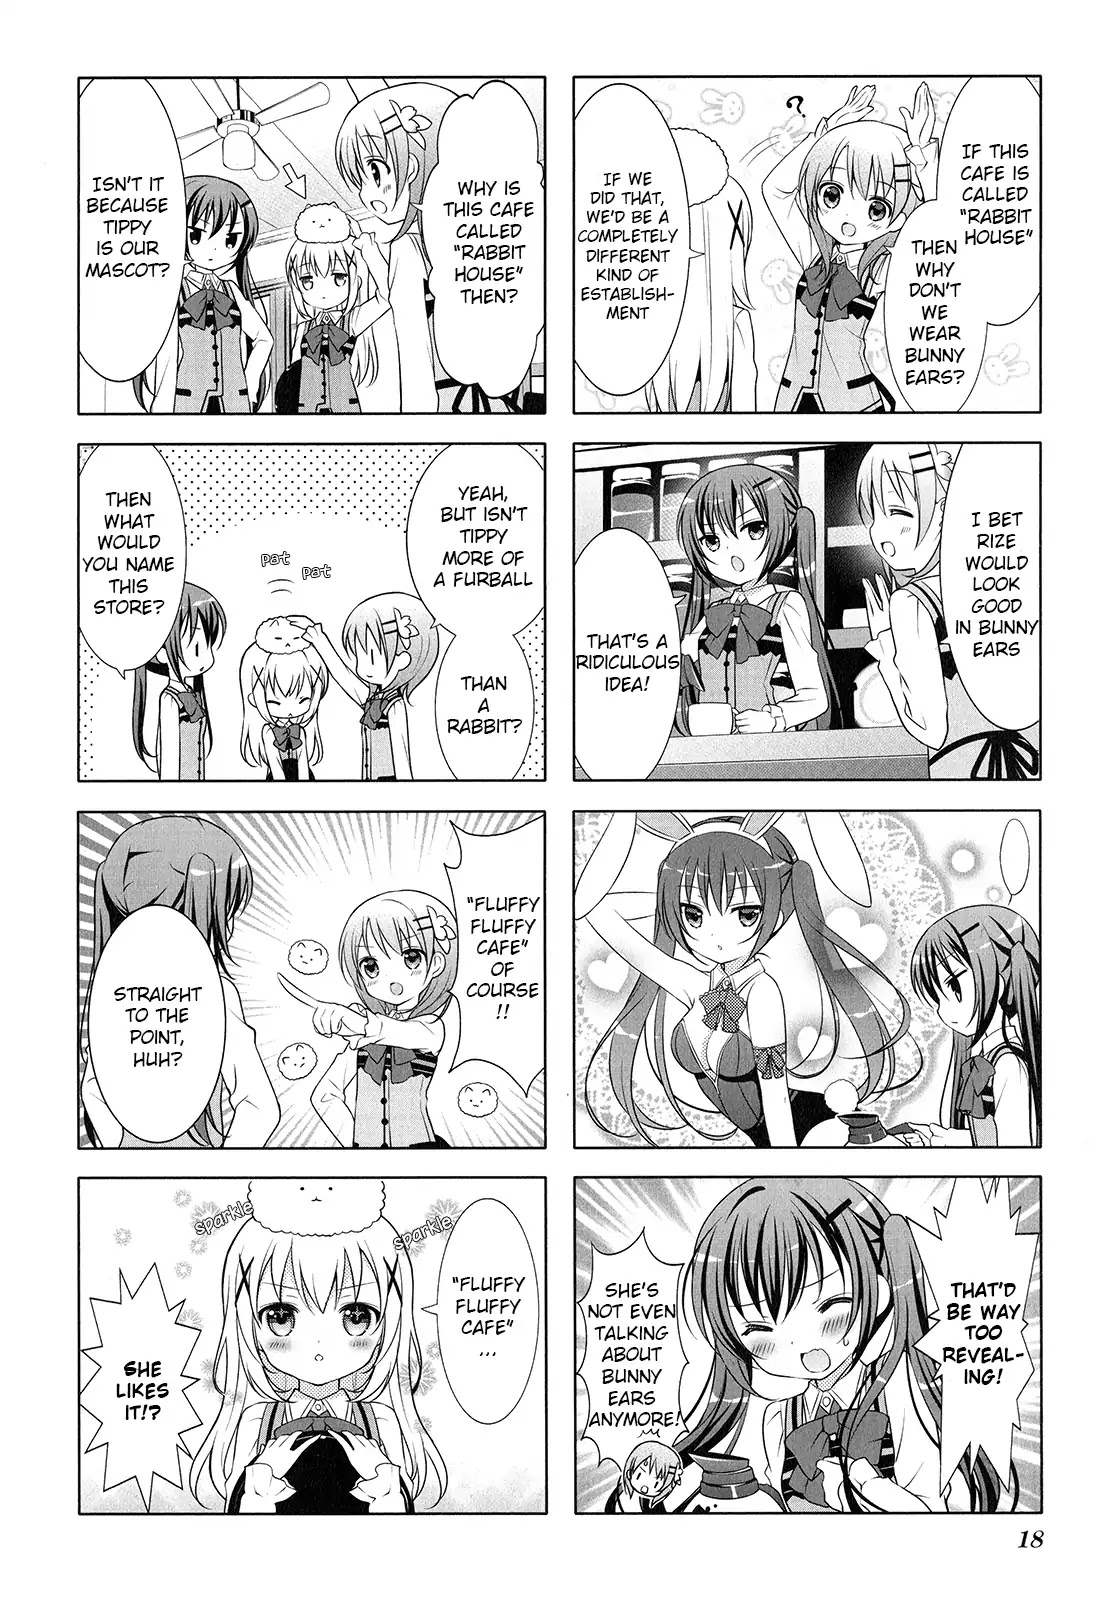 IF THIS
CAFE IS
CALLED
"RABBIT
HOUSE"
THEN WHY
DON'T
WE
WEAR
BUNNY
EARS?
?
IF WE
DID THAT,
WE'D BE A
COMPLETELY
DIFFERENT
KIND OF
ESTABLISH-
MENT
I BET
RIZE
WOULD
LOOK
GOOD
IN BUNNY
EARS
THAT'S A
RIDICULOUS
IDEA!
THAT'D
BE WAY
TOO
REVEAL-
ING!
SHE'S
NOT EVEN
TALKING
ABOUT
BUNNY
EARS
ANYMORE!
WHY IS
THIS CAFE
CALLED
"RABBIT
HOUSE"
THEN?
ISN'T IT
BECAUSE
TIPPY
IS OUR
MASCOT?
YEAH,
BUT ISN'T
TIPPY
MORE OF
A FURBALL
THAN
A
RABBIT?
pat
pat
THEN
WHAT
WOULD
YOU NAME
THIS
STORE?
"FLUFFY
FLUFFY
CAFE"
OF
COURSE
!!
STRAIGHT
TO THE
POINT,
HUH?
"FLUFFY
FLUFFY
CAFE"
...
sparkle
sparkle
SHE
LIKES
IT!?
18